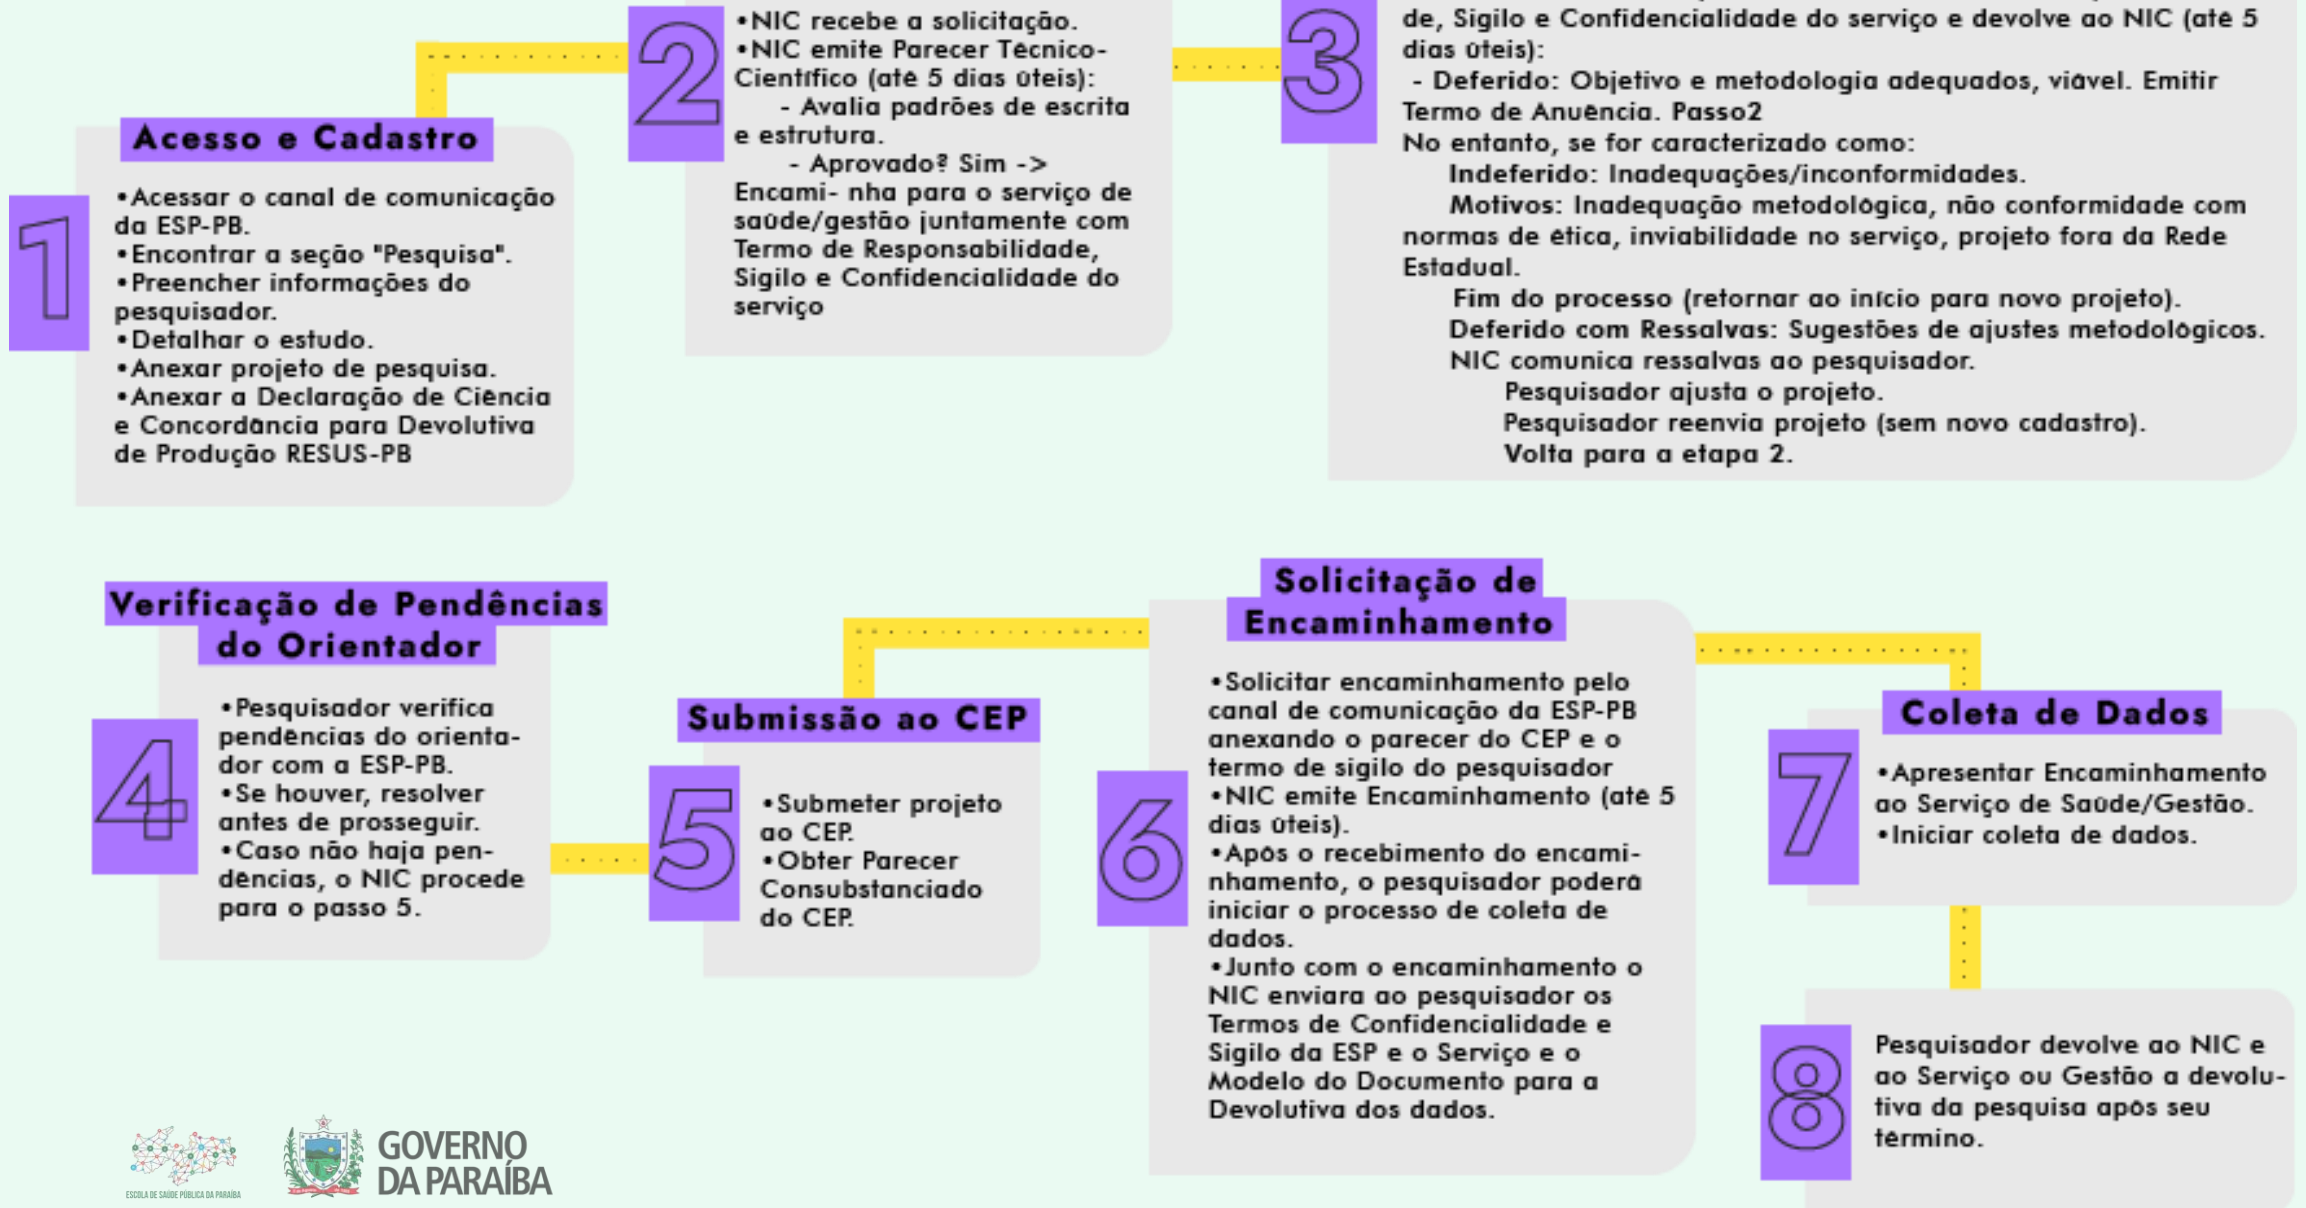 Acesso e Cadastro
1
•Acessar o canal de comunicação
da ESP-PB.
•Encontrar a seção "Pesquisa".
•Preencher informações do
pesquisador.
•Detalhar o estudo.
•Anexar projeto de pesquisa.
•Anexar a Declaração de Ciência
e Concordância para Devolutiva
de Produção RESUS-PB
2
•NIC recebe a solicitação.
•NIC emite Parecer Técnico-
Científico (até 5 dias úteis):
- Avalia padrões de escrita
e estrutura.
- Aprovado? Sim ->
Encami- nha para o serviço de
saúde/gestão juntamente com
Termo de Responsabilidade,
Sigilo e Confidencialidade do
serviço
3
de, Sigilo e Confidencialidade do serviço e devolve ao NIC (até 5
dias úteis):
- Deferido: Objetivo e metodologia adequados, viável. Emitir
Termo de Anuência. Passo2
No entanto, se for caracterizado como:
Indeferido: Inadequações/inconformidades.
Motivos: Inadequação metodológica, não conformidade com
normas de ética, inviabilidade no serviço, projeto fora da Rede
Estadual.
Fim do processo (retornar ao início para novo projeto).
Deferido com Ressalvas: Sugestões de ajustes metodológicos.
NIC comunica ressalvas ao pesquisador.
Pesquisador ajusta o projeto.
Pesquisador reenvia projeto (sem novo cadastro).
Volta para a etapa 2.
Verificação de Pendências
do Orientador
4
•Pesquisador verifica
pendências do orienta-
dor com a ESP-PB.
•Se houver, resolver
antes de prosseguir.
•Caso não haja pen-
dências, o NIC procede
para o passo 5.
Submissão ao CEP
5
•Submeter projeto
ao CEP.
•Obter Parecer
Consubstanciado
do CEP.
Solicitação de
Encaminhamento
6
•Solicitar encaminhamento pelo
canal de comunicação da ESP-PB
anexando o parecer do CEP e o
termo de sigilo do pesquisador
•NIC emite Encaminhamento (até 5
dias úteis).
•Após o recebimento do encami-
nhamento, o pesquisador poderá
iniciar o processo de coleta de
dados.
•Junto com o encaminhamento o
NIC enviara ao pesquisador os
Termos de Confidencialidade e
Sigilo da ESP e o Serviço e o
Modelo do Documento para a
Devolutiva dos dados.
Coleta de Dados
7
•Apresentar Encaminhamento
ao Serviço de Saúde/Gestão.
•Iniciar coleta de dados.
8
Pesquisador devolve ao NIC e
ao Serviço ou Gestão a devolu-
tiva da pesquisa após seu
término.
ESCOLA DE SAÚDE PÚBLICA DA PARAÍBA
GOVERNO
DA PARAÍBA